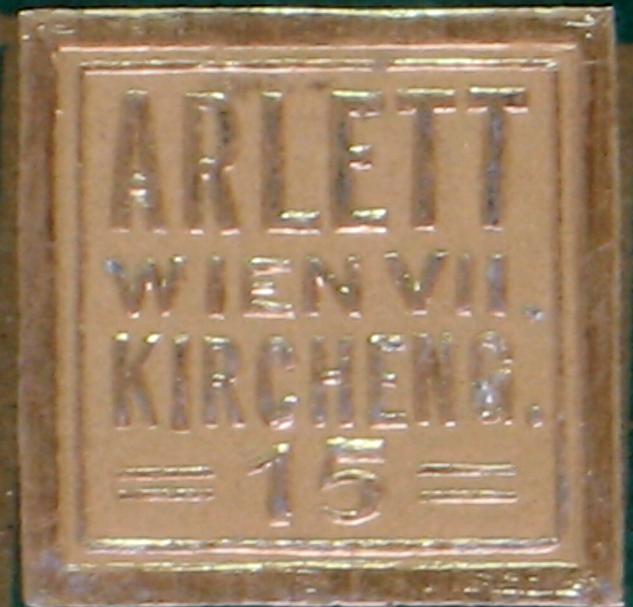 ARLETT
WIEN VII.
KIRCHENG.
15